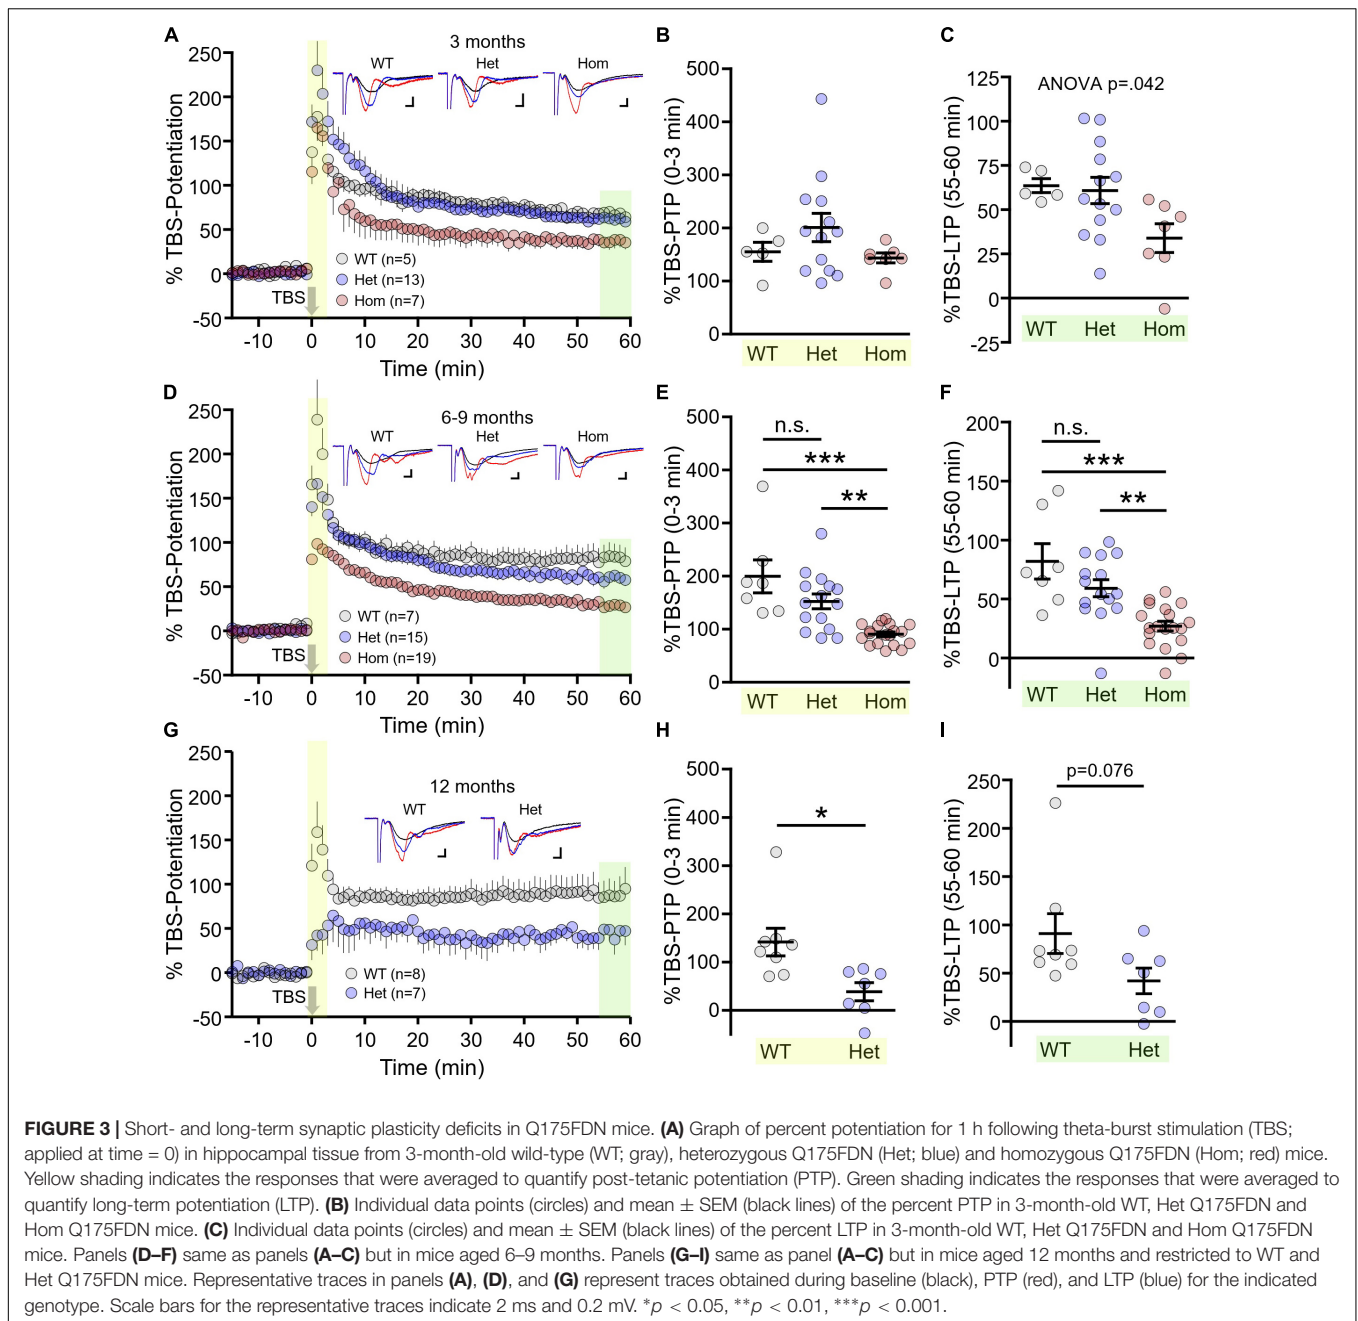 A
3 months
250
200
150
100
50
0
-50
% TBS-Potentiation
WT
Het
Hom
WT (n=5)
Het (n=13)
Hom (n=7)
TBS
-10 0 10 20 30 40 50 60
Time (min)
B
500
400
300
200
100
0
%TBS-PTP (0-3 min)
WT Het Hom
C
ANOVA p=.042
125
100
75
50
25
0
-25
%TBS-LTP (55-60 min)
WT Het Hom
D
6-9 months
250
200
150
100
50
0
-50
% TBS-Potentiation
WT
Het
Hom
WT (n=7)
Het (n=15)
Hom (n=19)
TBS
-10 0 10 20 30 40 50 60
Time (min)
E
500
400
300
200
100
0
%TBS-PTP (0-3 min)
n.s.
***
**
WT Het Hom
F
200
150
100
50
0
%TBS-LTP (55-60 min)
n.s.
***
**
WT Het Hom
G
12 months
250
200
150
100
50
0
-50
% TBS-Potentiation
WT
Het
WT (n=8)
Het (n=7)
TBS
-10 0 10 20 30 40 50 60
Time (min)
H
500
400
300
200
100
0
%TBS-PTP (0-3 min)
*
WT Het
I
p=0.076
250
200
150
100
50
0
%TBS-LTP (55-60 min)
WT Het
FIGURE 3 | Short- and long-term synaptic plasticity deficits in Q175FDN mice. (A) Graph of percent potentiation for 1 h following theta-burst stimulation (TBS;
applied at time = 0) in hippocampal tissue from 3-month-old wild-type (WT; gray), heterozygous Q175FDN (Het; blue) and homozygous Q175FDN (Hom; red) mice.
Yellow shading indicates the responses that were averaged to quantify post-tetanic potentiation (PTP). Green shading indicates the responses that were averaged to
quantify long-term potentiation (LTP). (B) Individual data points (circles) and mean ± SEM (black lines) of the percent PTP in 3-month-old WT, Het Q175FDN and
Hom Q175FDN mice. (C) Individual data points (circles) and mean ± SEM (black lines) of the percent LTP in 3-month-old WT, Het Q175FDN and Hom Q175FDN
mice. Panels (D–F) same as panels (A–C) but in mice aged 6–9 months. Panels (G–I) same as panel (A–C) but in mice aged 12 months and restricted to WT and
Het Q175FDN mice. Representative traces in panels (A), (D), and (G) represent traces obtained during baseline (black), PTP (red), and LTP (blue) for the indicated
genotype. Scale bars for the representative traces indicate 2 ms and 0.2 mV. *p < 0.05, **p < 0.01, ***p < 0.001.